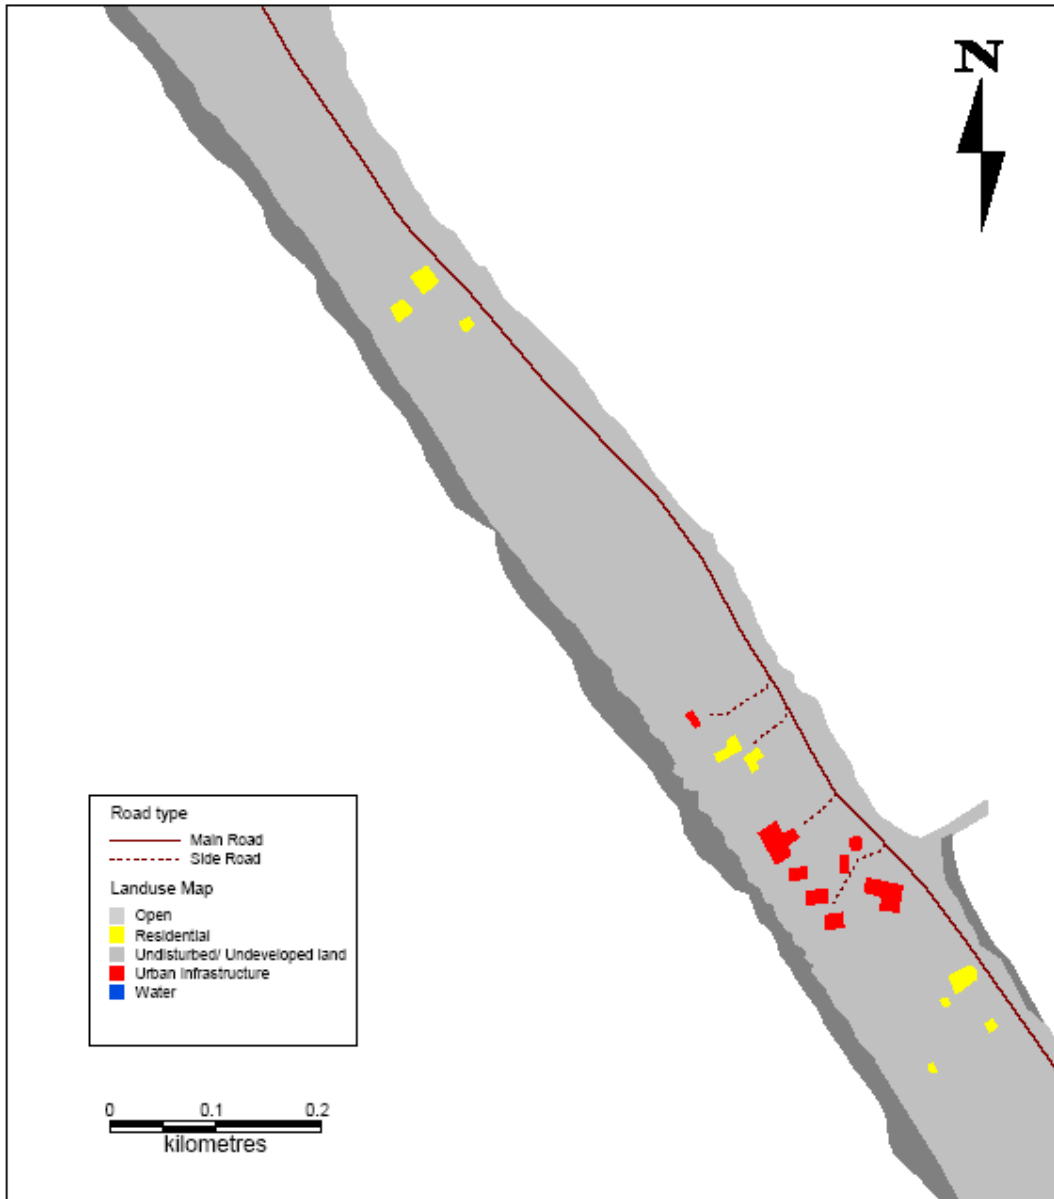 N
Road type
Main Road
Side Road
Landuse Map
Open
Residential
Undisturbed/ Undeveloped land
Urban Infrastructure
Water
0 0.1 0.2
kilometres